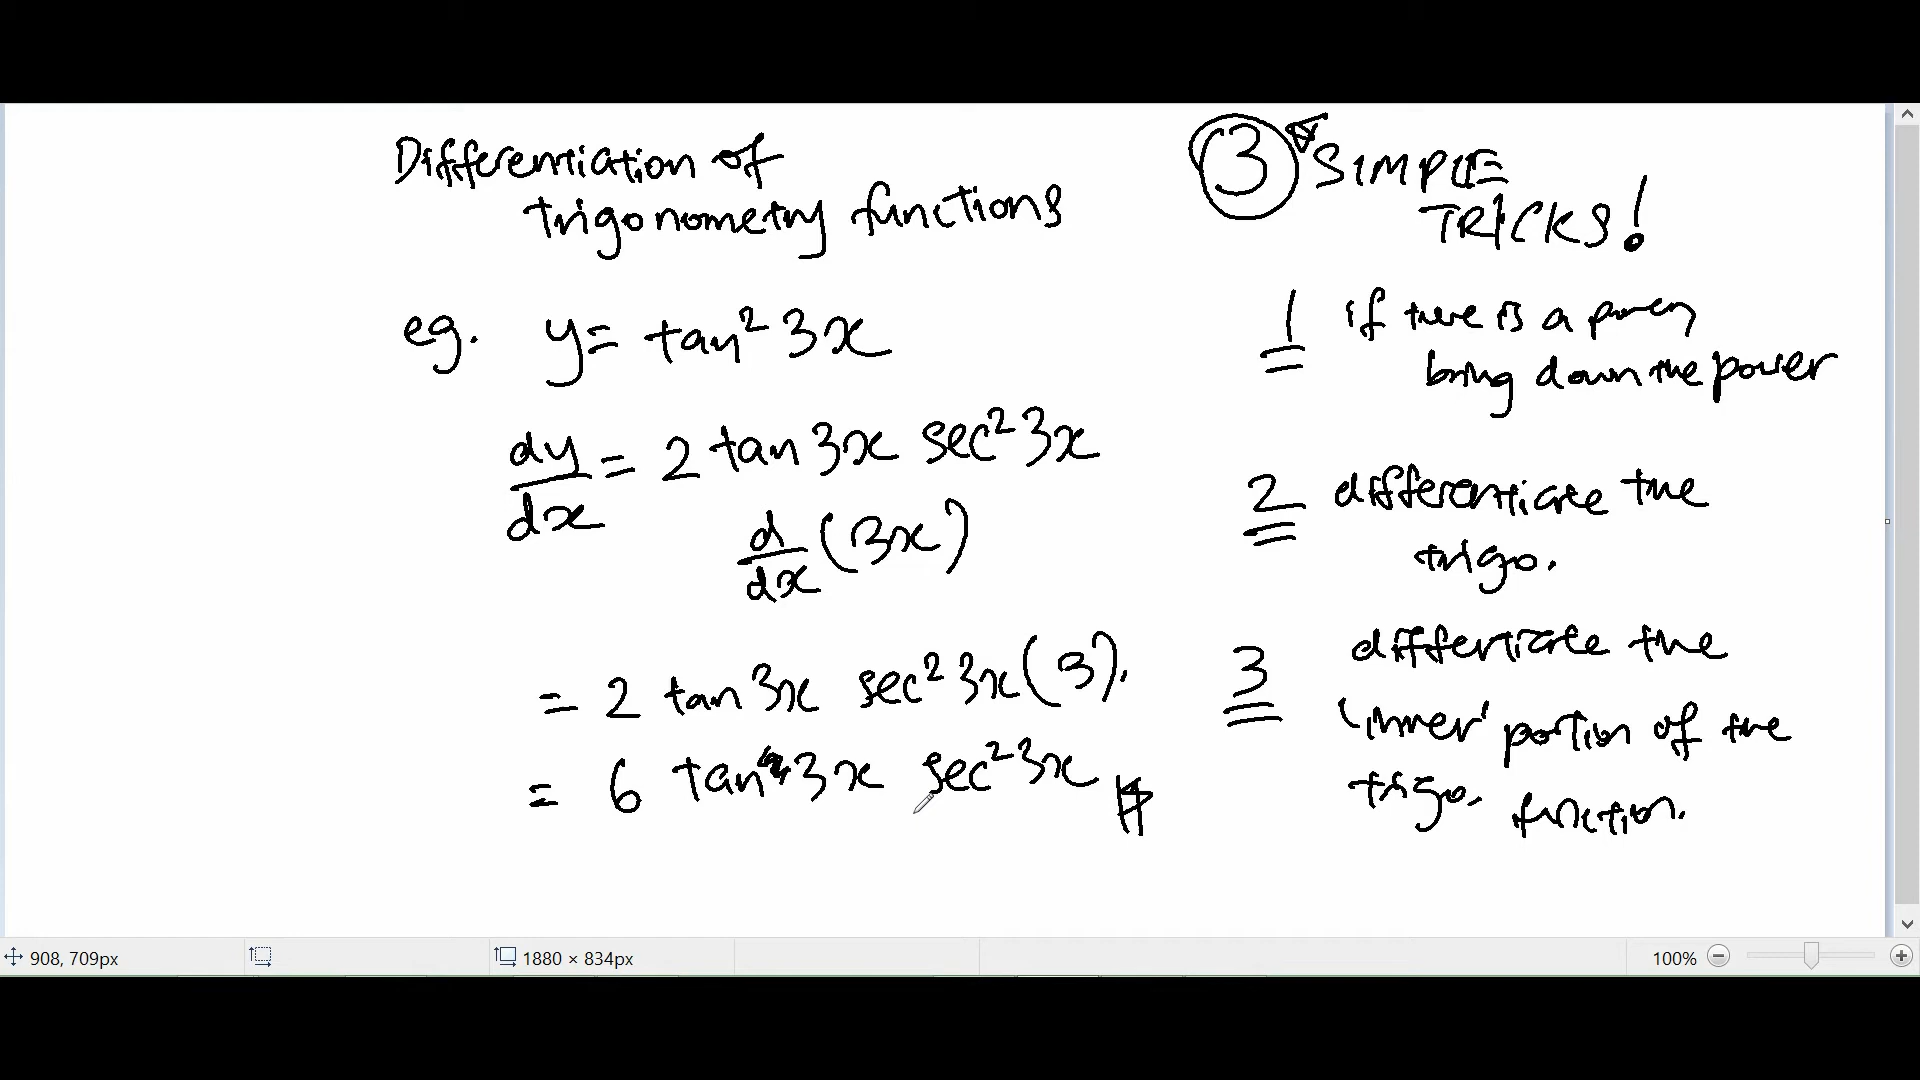 Differentiation of
trigonometry functions
eg. y = tan² 3x
dy/dx = 2 tan 3x sec² 3x
d/dx (3x)
= 2 tan 3x sec² 3x (3).
= 6 tan 3x sec² 3x #
3 SIMPLE
TRICKS!
1 if there is a power,
bring down the power
2 differentiate the
trigo.
3 differtiate the
'inner' portion of the
trigo. function.
908, 709px
1880 × 834px
100%